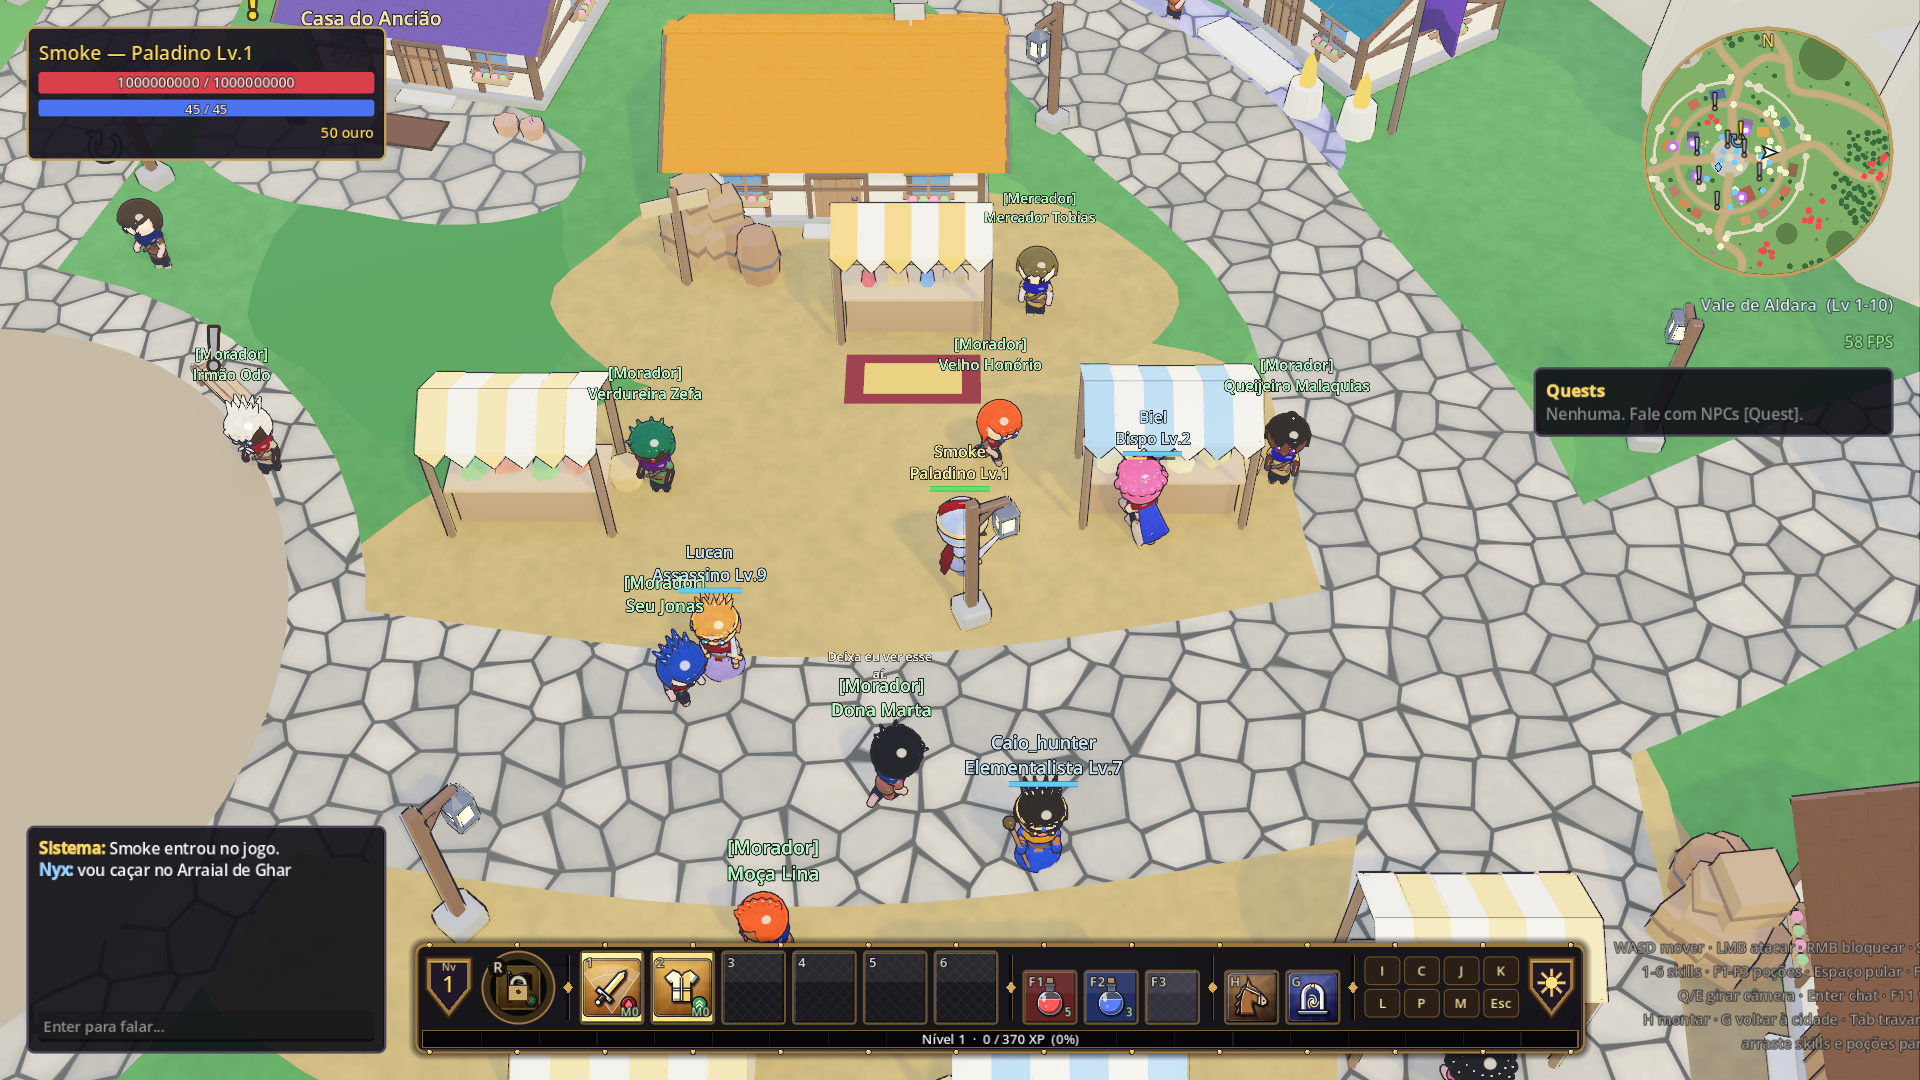 Casa do Ancião
Smoke — Paladino Lv.1
1000000000 / 1000000000
45 / 45
50 ouro
N
Vale de Aldara (Lv 1-10)
58 FPS
Quests
Nenhuma. Fale com NPCs [Quest].
[Mercador]
Mercador Tobias
[Morador]
Velho Honório
[Morador]
Queijeiro Malaquias
[Morador]
Irmão Odo
[Morador]
Verdureira Zefa
Biel
Bispo Lv.2
Smoke
Paladino Lv.1
Lucan
Assassino Lv.9
[Morador]
Seu Jonas
Deixa eu ver esse
aí.
[Morador]
Dona Marta
Caio_hunter
Elementalista Lv.7
[Morador]
Moça Lina
Sistema: Smoke entrou no jogo.
Nyx: vou caçar no Arraial de Ghar
Enter para falar...
Nv
1
R
1
M0
2
M0
3
4
5
6
F1
5
F2
3
F3
H
G
I
C
J
K
L
P
M
Esc
Nível 1 · 0 / 370 XP (0%)
WASD mover · LMB atacar · RMB bloquear · S
1-6 skills · F1-F3 poções · Espaço pular · F
Q/E girar câmera · Enter chat · F11
H montar · G voltar à cidade · Tab travar
arraste skills e poções par